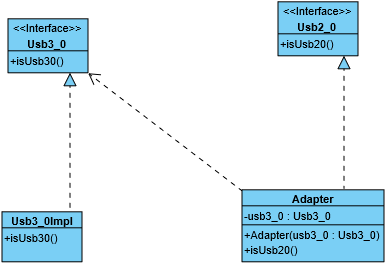 <<Interface>>
Usb3_0
+isUsb30()
<<Interface>>
Usb2_0
+isUsb20()
Usb3_0Impl
+isUsb30()
Adapter
-usb3_0 : Usb3_0
+Adapter(usb3_0 : Usb3_0)
+isUsb20()